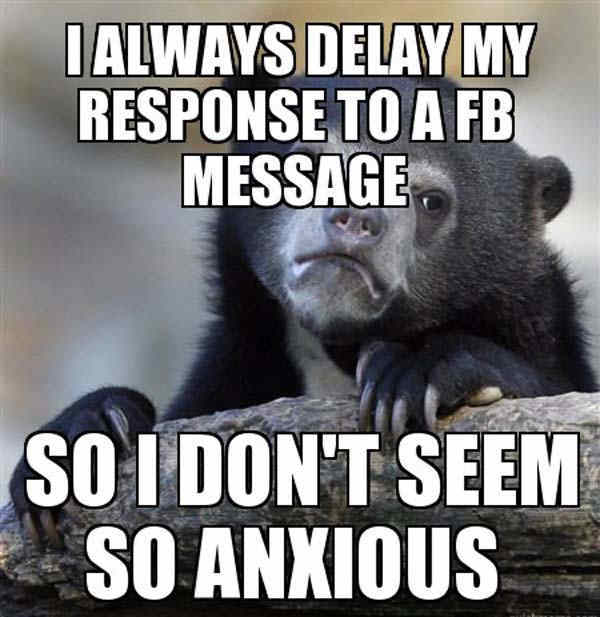 I ALWAYS DELAY MY
RESPONSE TO A FB
MESSAGE
SO I DON'T SEEM
SO ANXIOUS